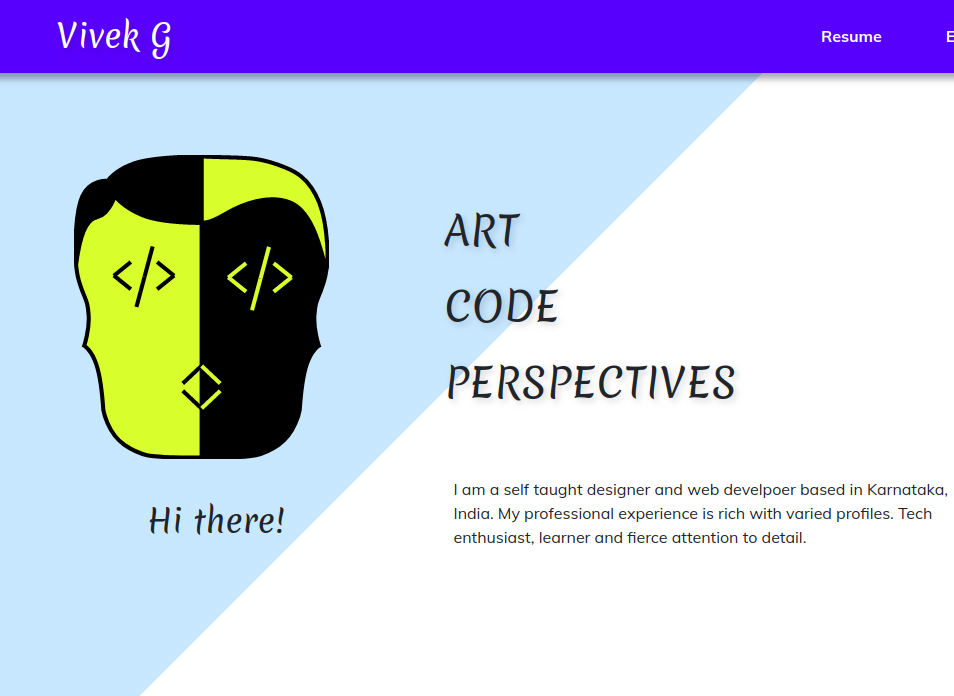 Vivek G
Resume
ART
CODE
PERSPECTIVES
</>
</>
Hi there!
I am a self taught designer and web develpoer based in Karnataka,
India. My professional experience is rich with varied profiles. Tech
enthusiast, learner and fierce attention to detail.